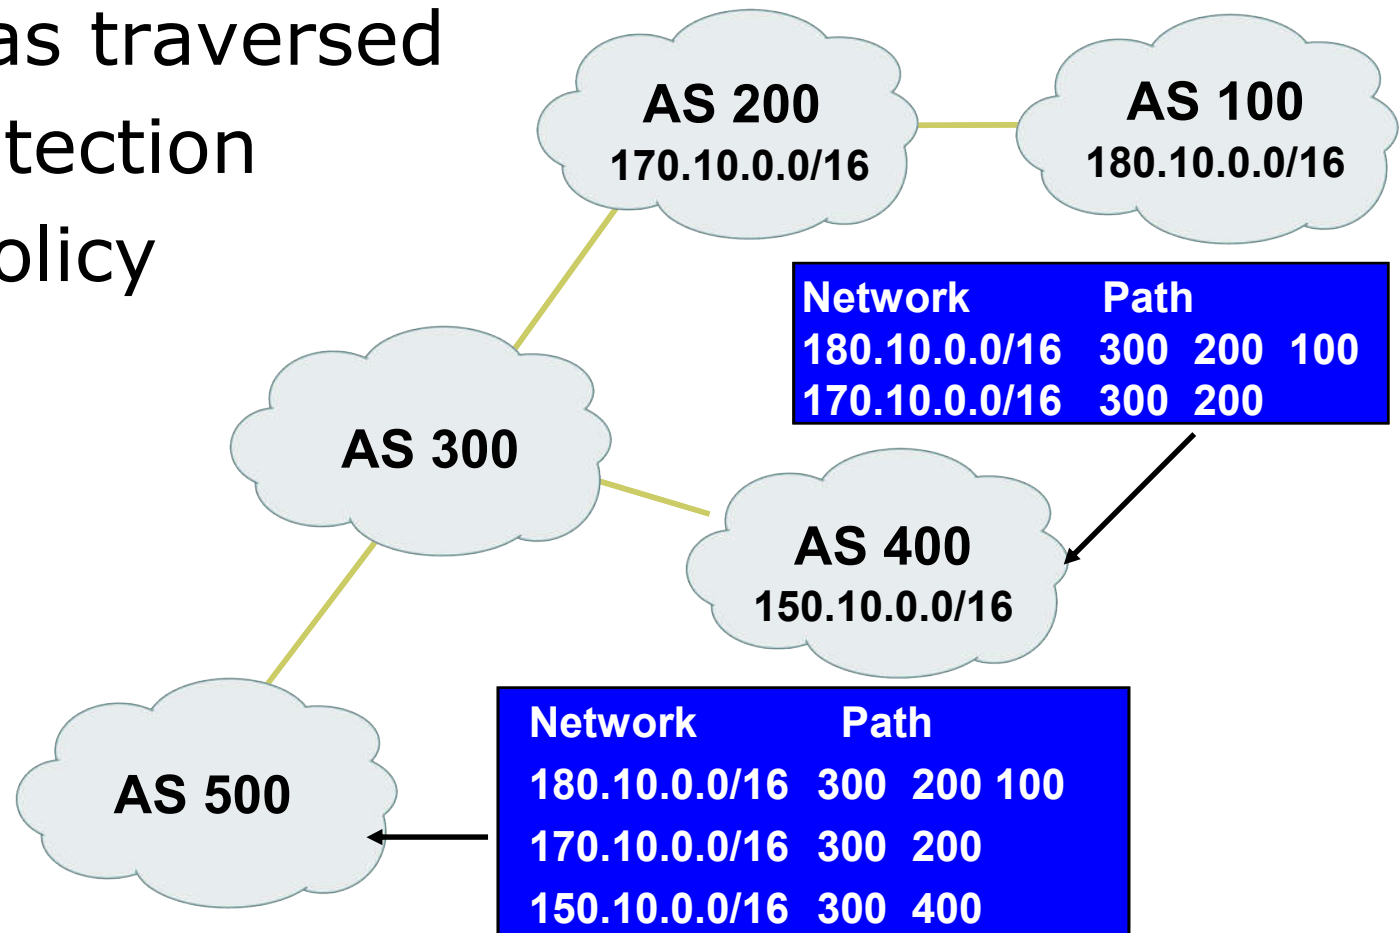 as traversed
tection
olicy
AS 200
170.10.0.0/16
AS 100
180.10.0.0/16
Network Path
180.10.0.0/16 300 200 100
170.10.0.0/16 300 200
AS 300
AS 400
150.10.0.0/16
AS 500
Network Path
180.10.0.0/16 300 200 100
170.10.0.0/16 300 200
150.10.0.0/16 300 400